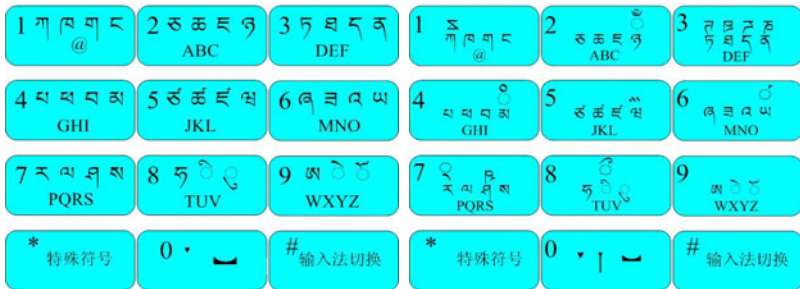 1 ཀ ཁ ག ང
@
2 ཅ ཆ ཇ ཉ
ABC
3 ཏ ཐ ད ན
DEF
4 པ ཕ བ མ
GHI
5 ཙ ཚ ཛ ཝ
JKL
6 ཞ ཟ འ ཡ
MNO
7 ར ལ ཤ ས
PQRS
8 ཧ ི ུ
TUV
9 ཨ ེ ོ
WXYZ
* 特殊符号
0 ་
# 输入法切换
1
ཀ ཁ ག ང
@
2
ཅ ཆ ཇ ཉ
ABC
3 ཊ ཋ ཌ ཎ
ཏ ཐ ད ན
DEF
4
པ ཕ བ མ
GHI
5
ཙ ཚ ཛ ཝ
JKL
6
ཞ ཟ འ ཡ
MNO
7 ཥ
ར ལ ཤ ས
PQRS
8
ཧ ི ུ
TUV
9
ཨ ེ ོ
WXYZ
* 特殊符号
0 ་ །
# 输入法切换